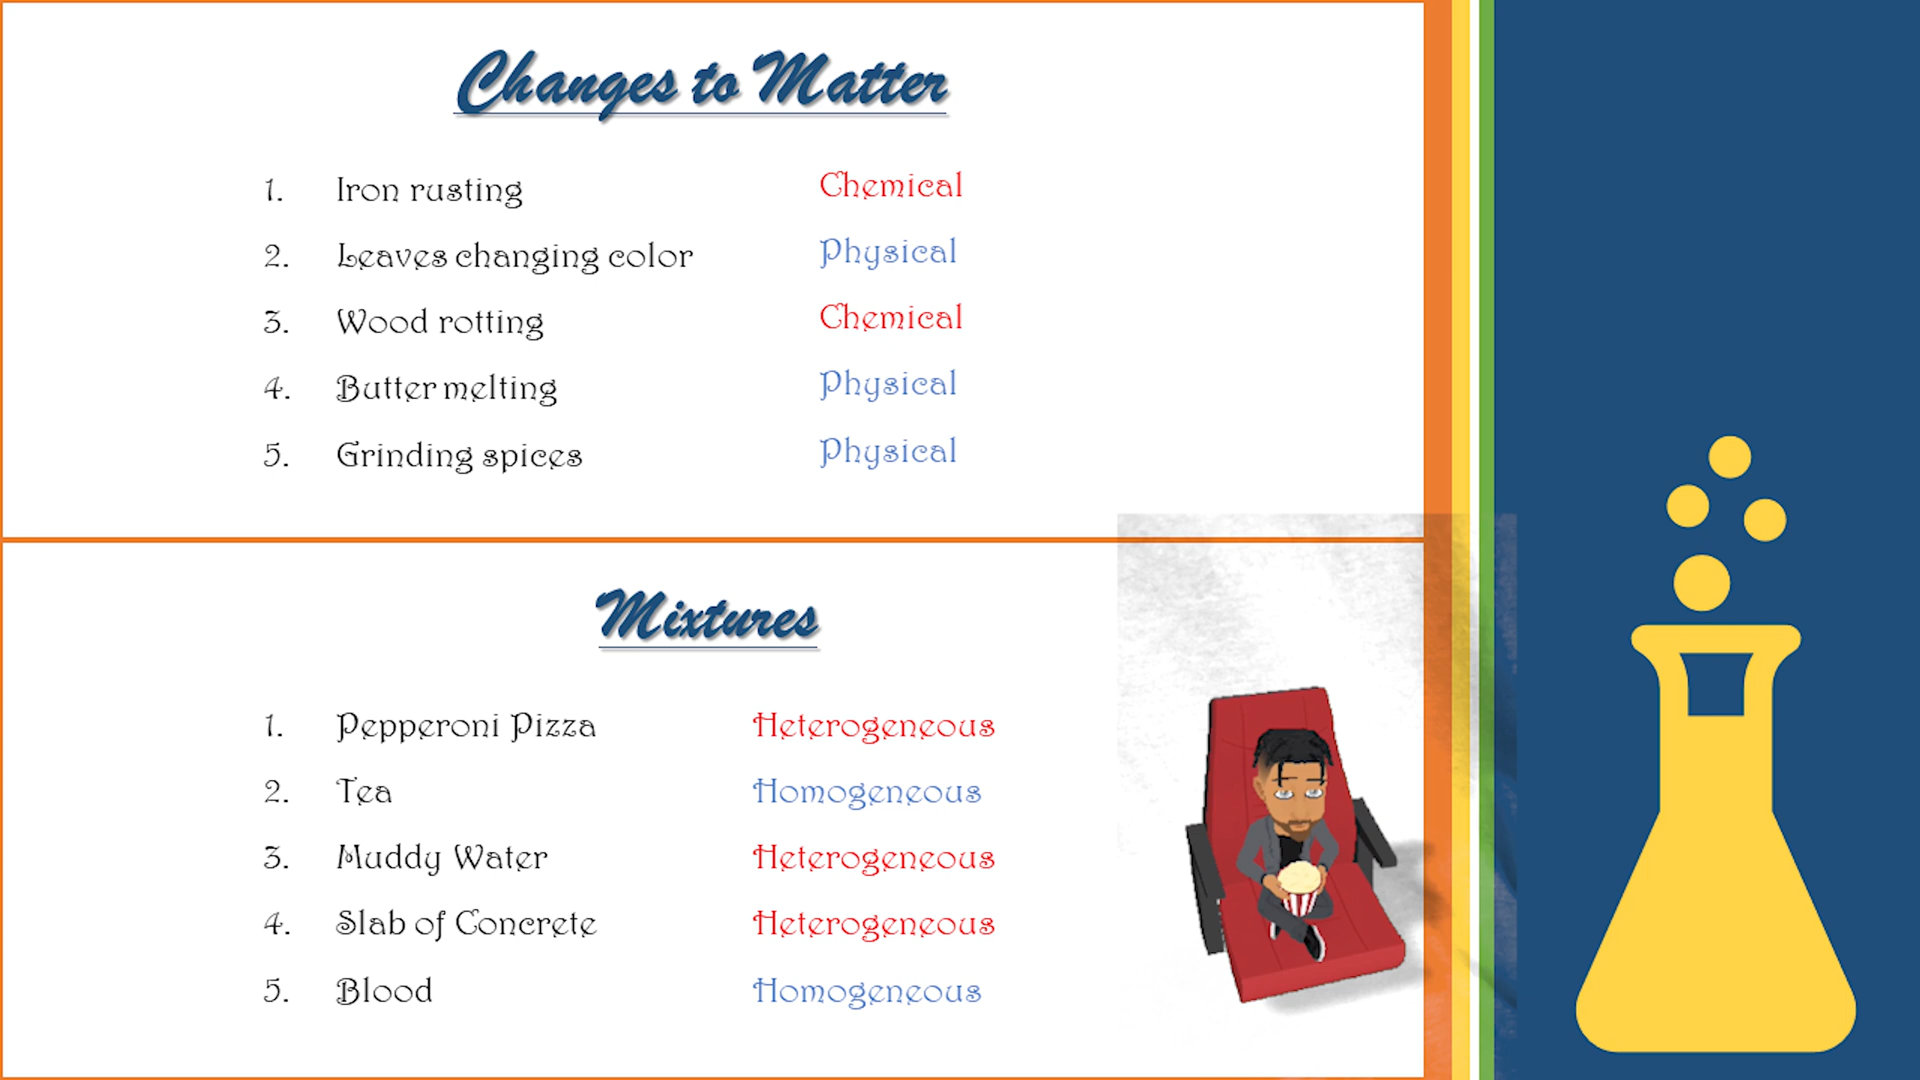 Changes to Matter
1. Iron rusting Chemical
2. Leaves changing color Physical
3. Wood rotting Chemical
4. Butter melting Physical
5. Grinding spices Physical
Mixtures
1. Pepperoni Pizza Heterogeneous
2. Tea Homogeneous
3. Muddy Water Heterogeneous
4. Slab of Concrete Heterogeneous
5. Blood Homogeneous